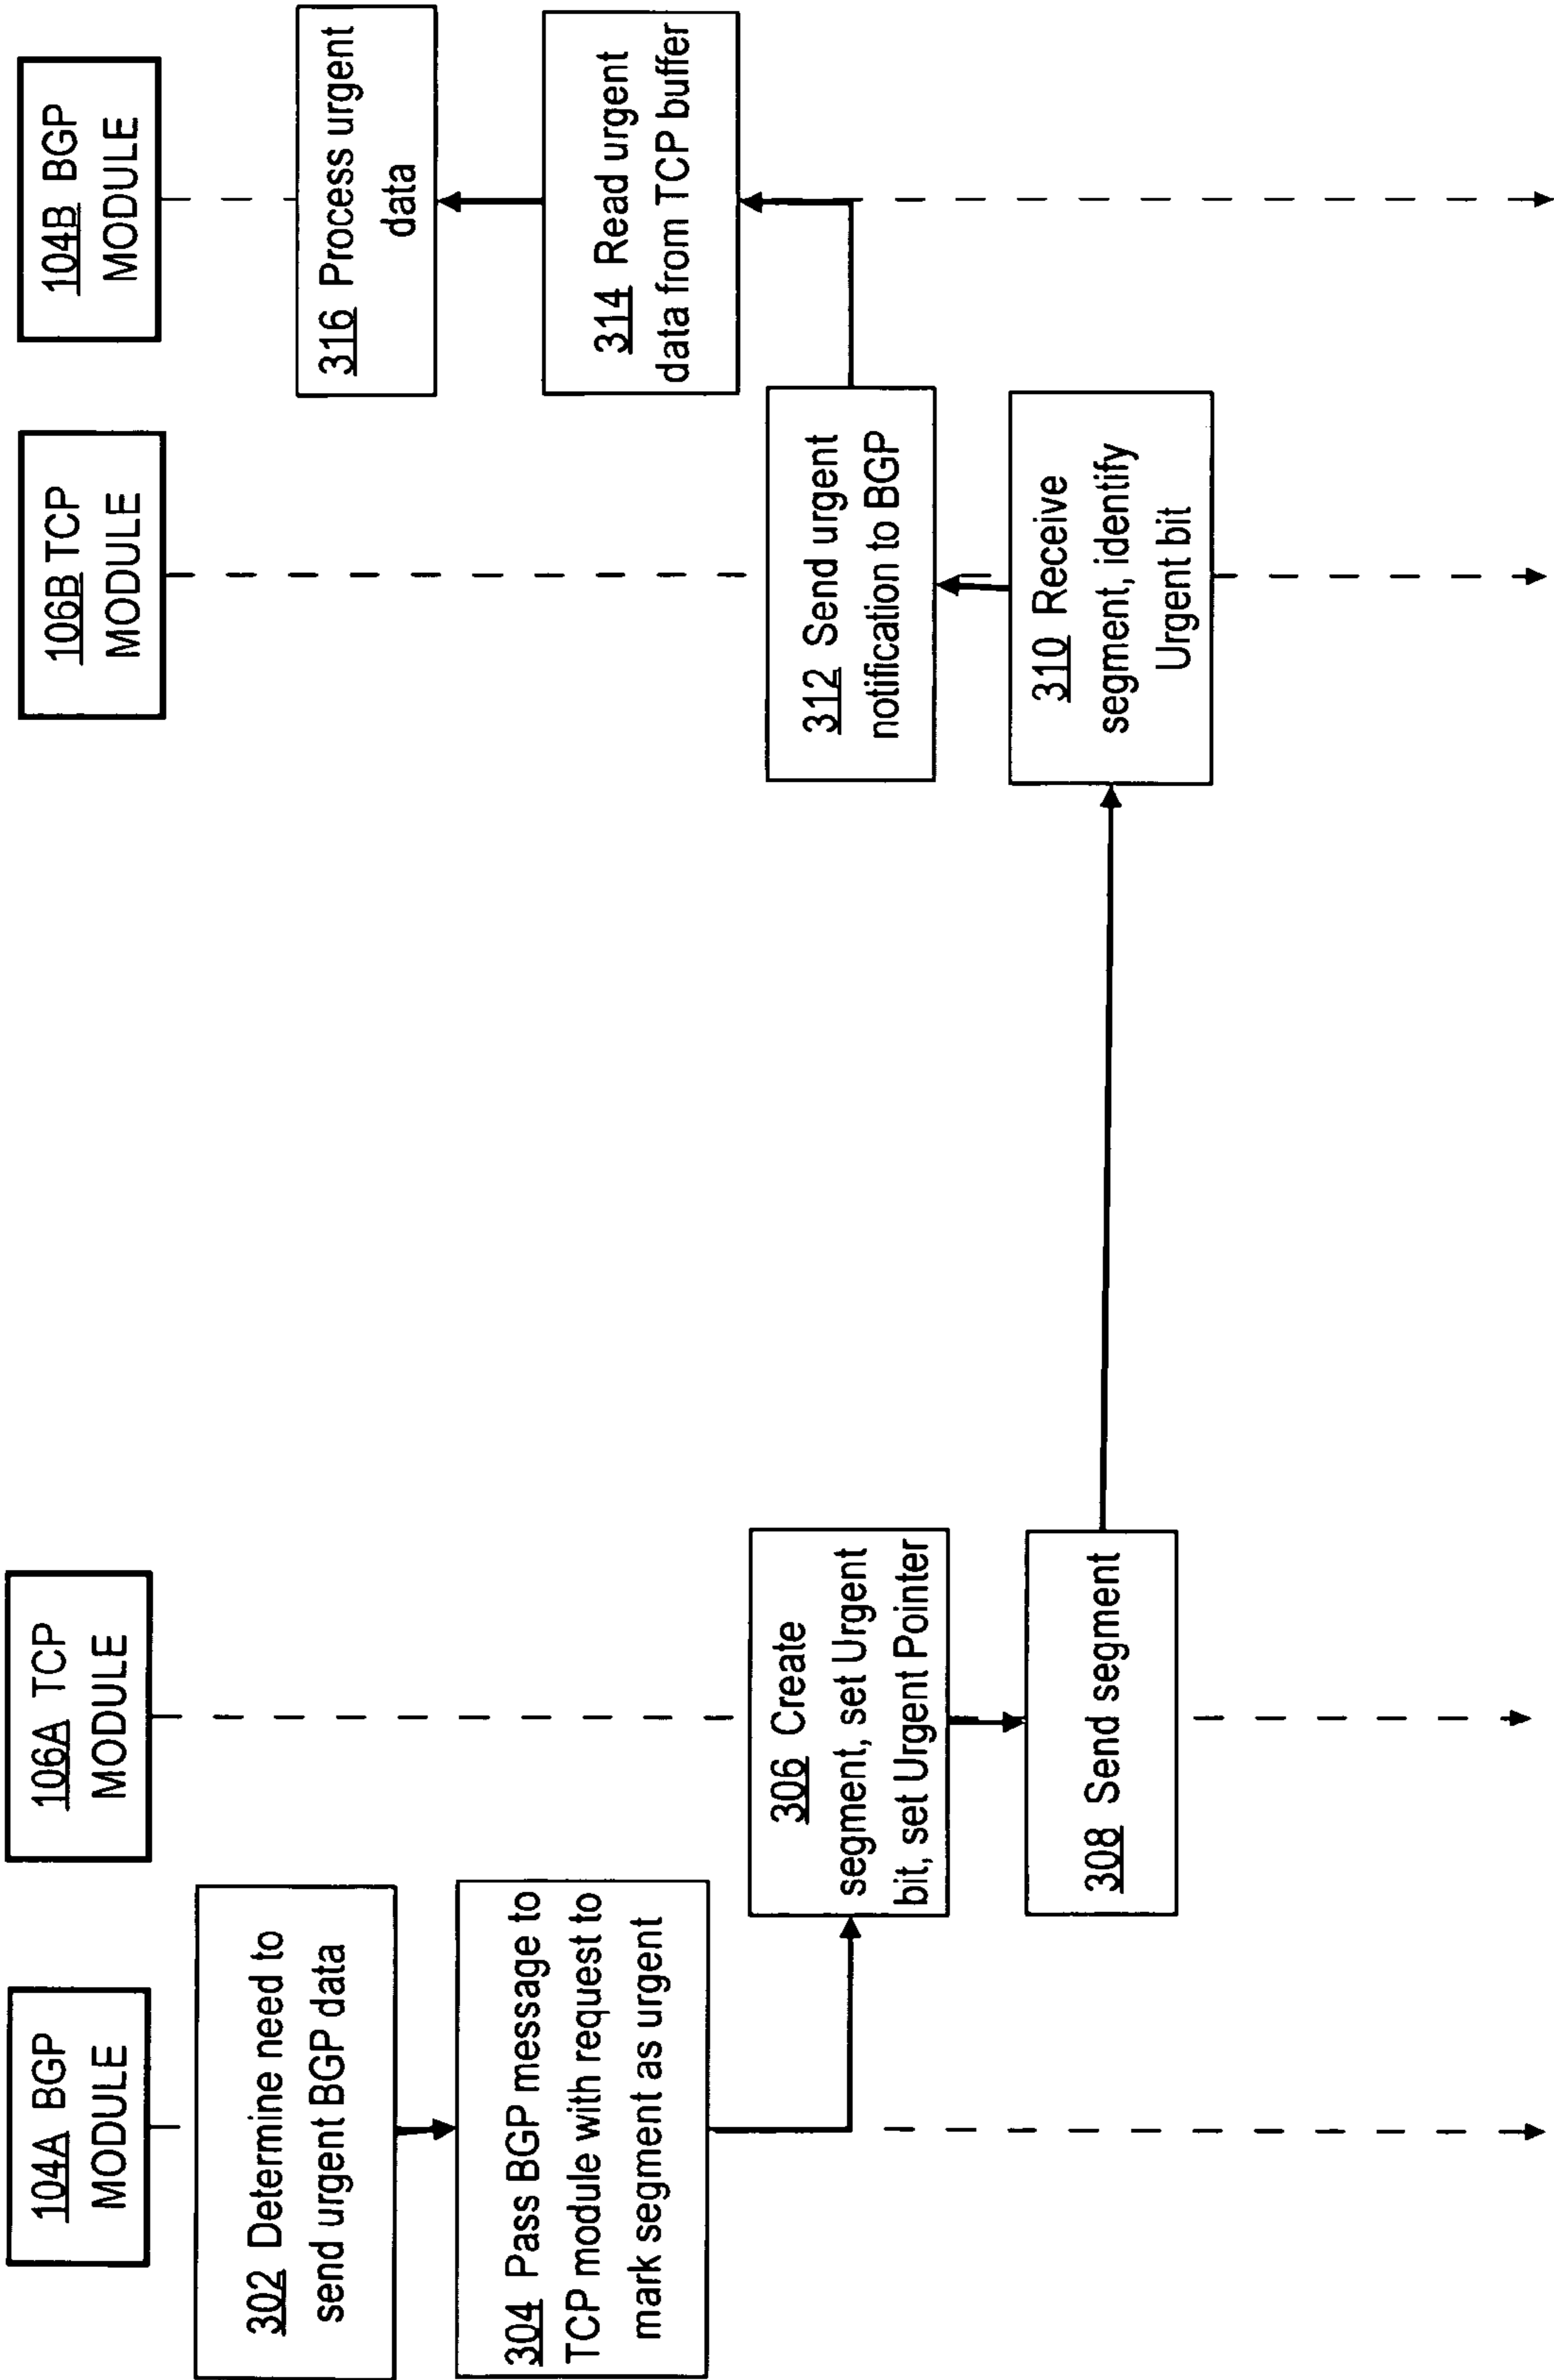 104A BGP
MODULE
106A TCP
MODULE
106B TCP
MODULE
104B BGP
MODULE
302 Determine need to
send urgent BGP data
304 Pass BGP message to
TCP module with request to
mark segment as urgent
306 Create
segment, set Urgent
bit, set Urgent Pointer
308 Send segment
310 Receive
segment, identify
Urgent bit
312 Send urgent
notification to BGP
314 Read urgent
data from TCP buffer
316 Process urgent
data